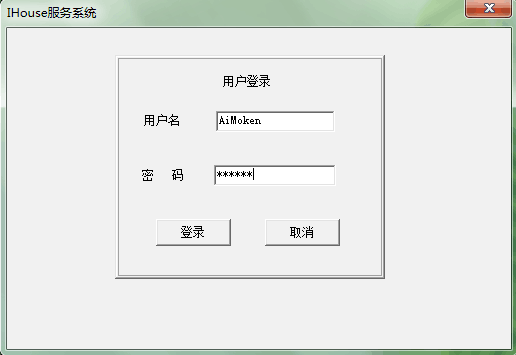 IHouse服务系统
用户登录
用户名 AiMoken
密 码 ******
登录 取消